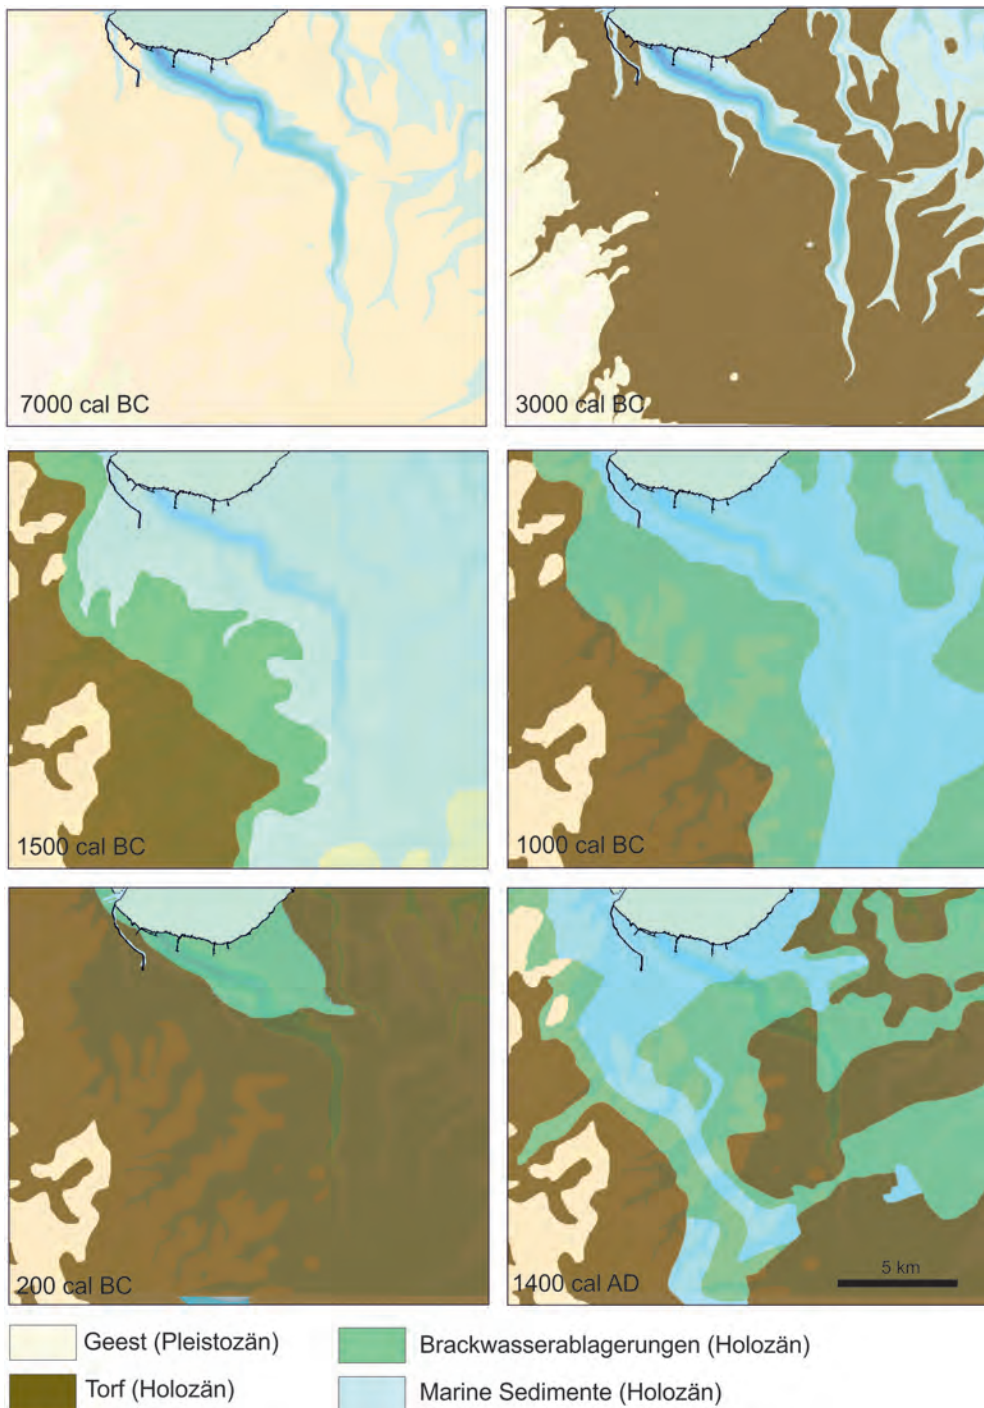 7000 cal BC
3000 cal BC
1500 cal BC
1000 cal BC
200 cal BC
1400 cal AD
5 km
Geest (Pleistozän)
Brackwasserablagerungen (Holozän)
Torf (Holozän)
Marine Sedimente (Holozän)